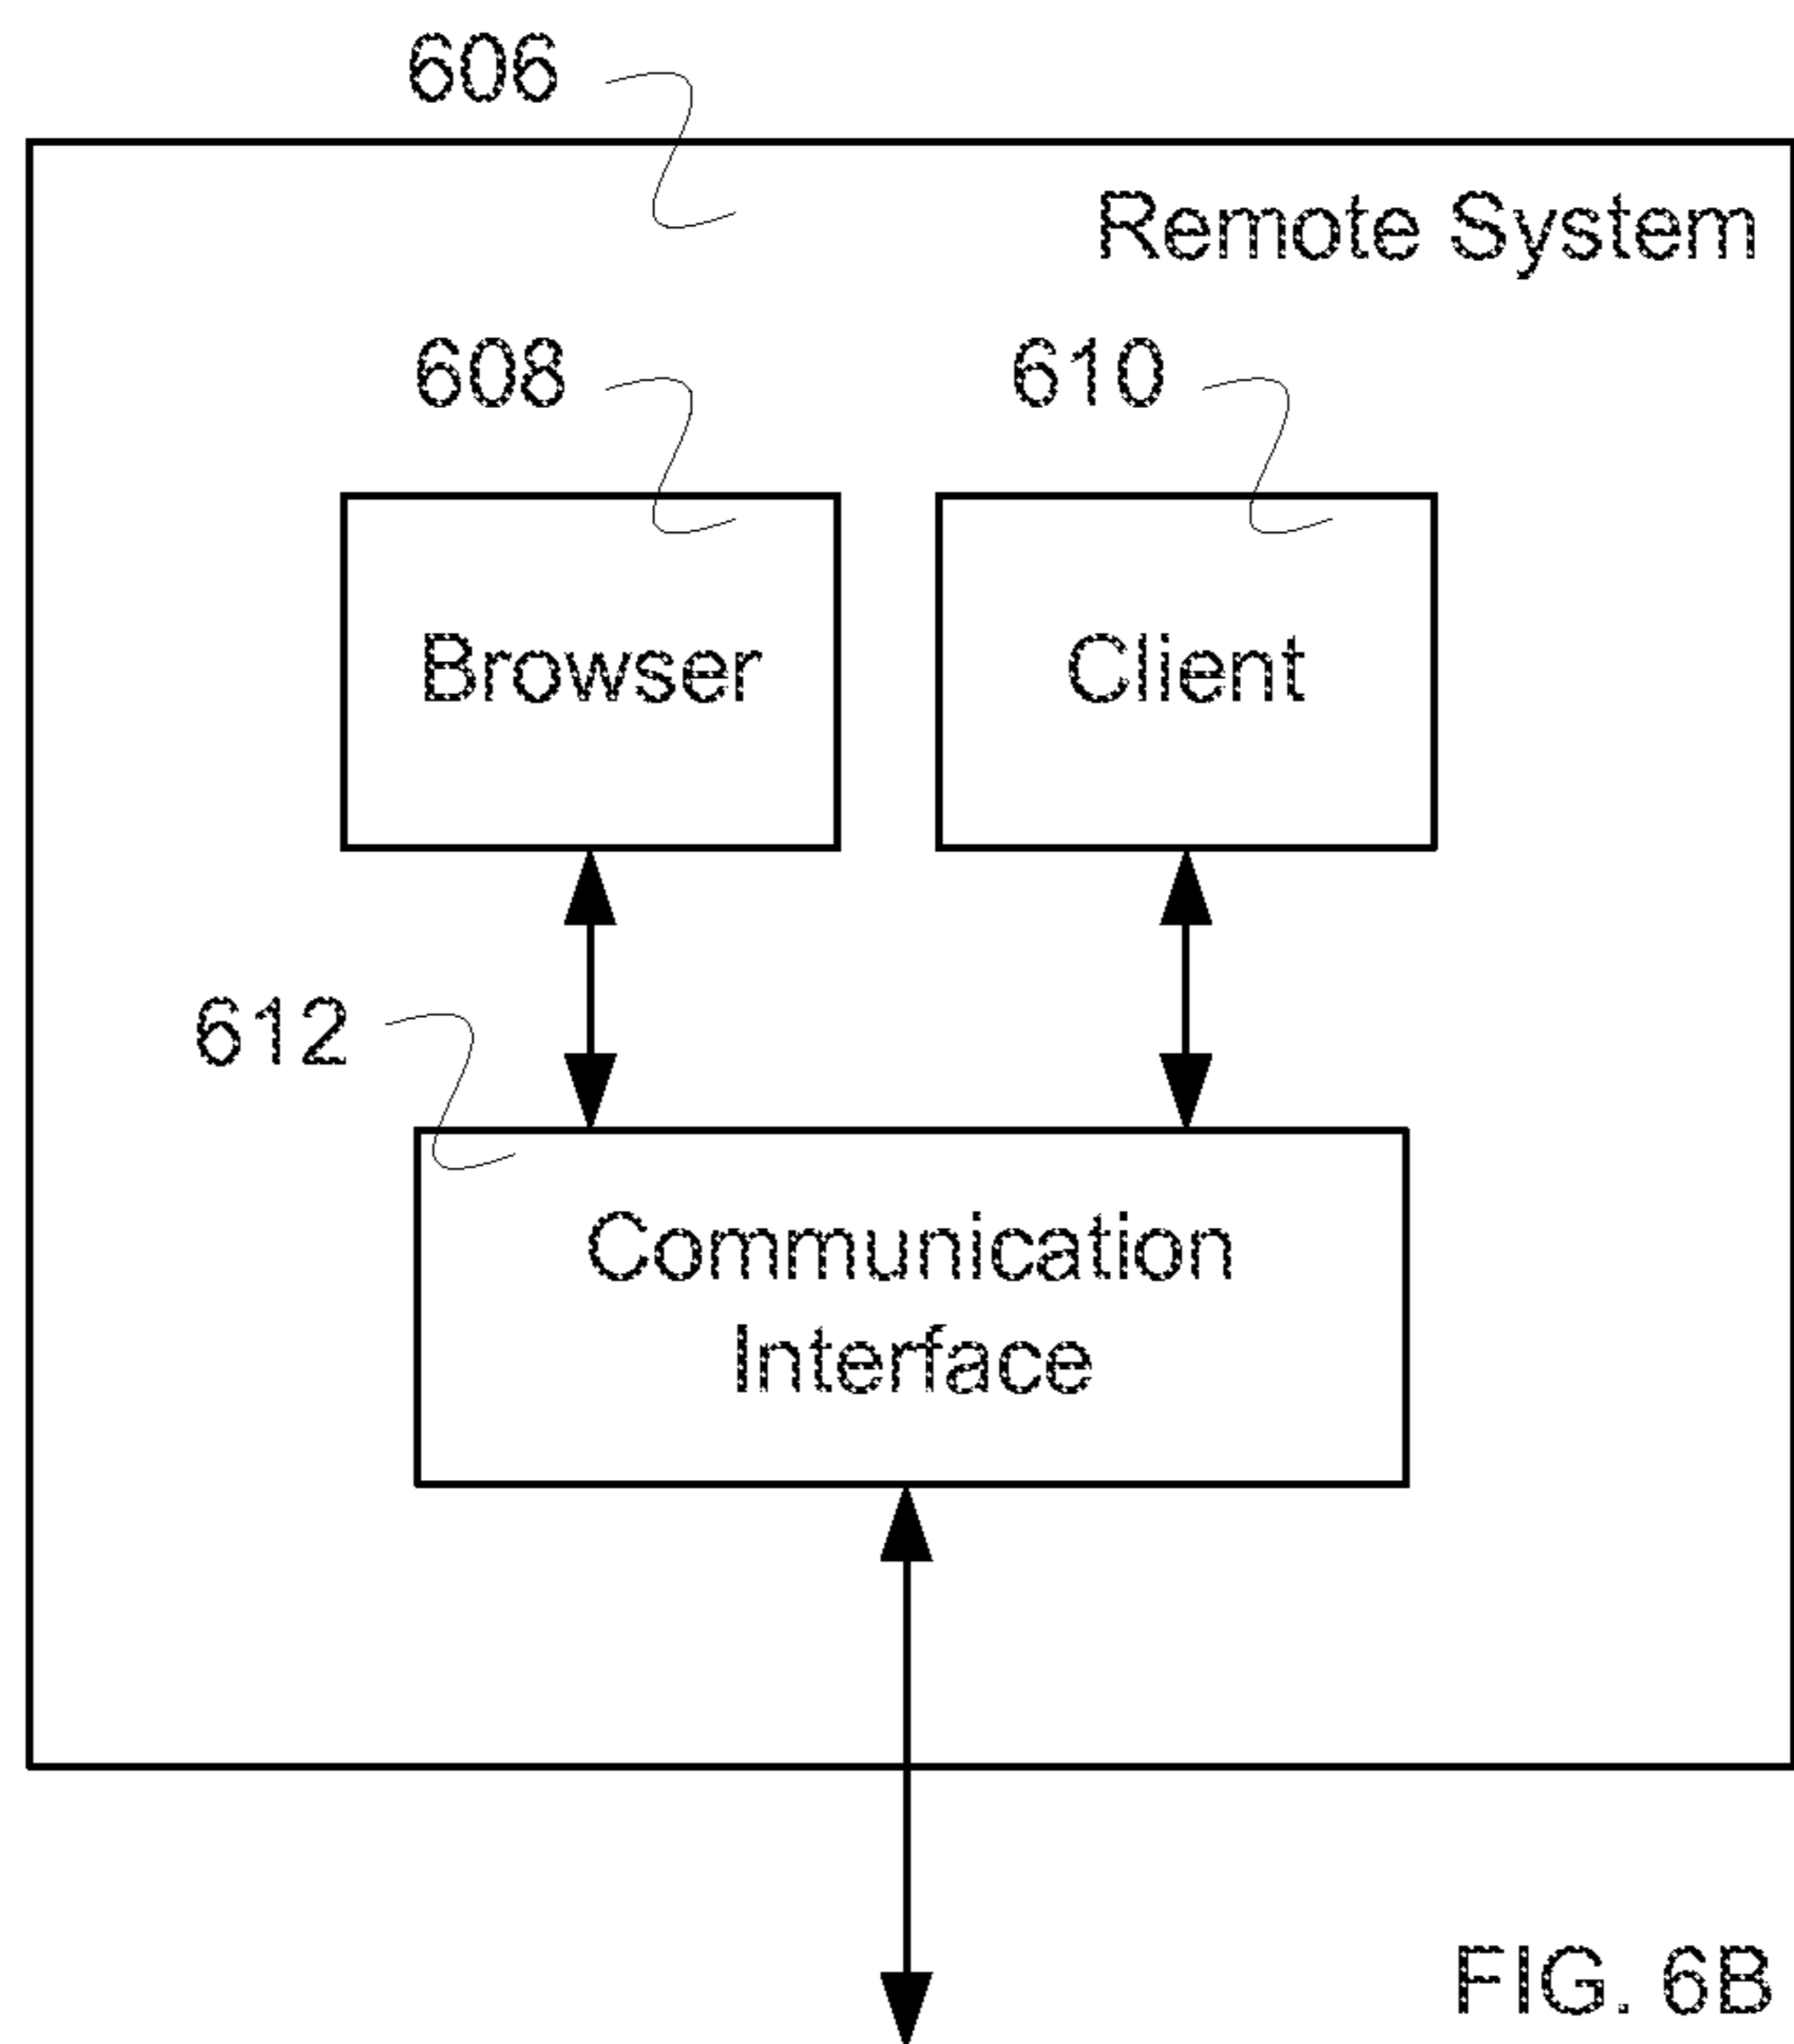 606
Remote System
608
610
Browser
Client
612
Communication
Interface
FIG. 6B